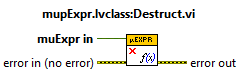 mupExpr.lvclass:Destruct.vi
muExpr in
µEXPR
error in (no error)
f(x)
error out